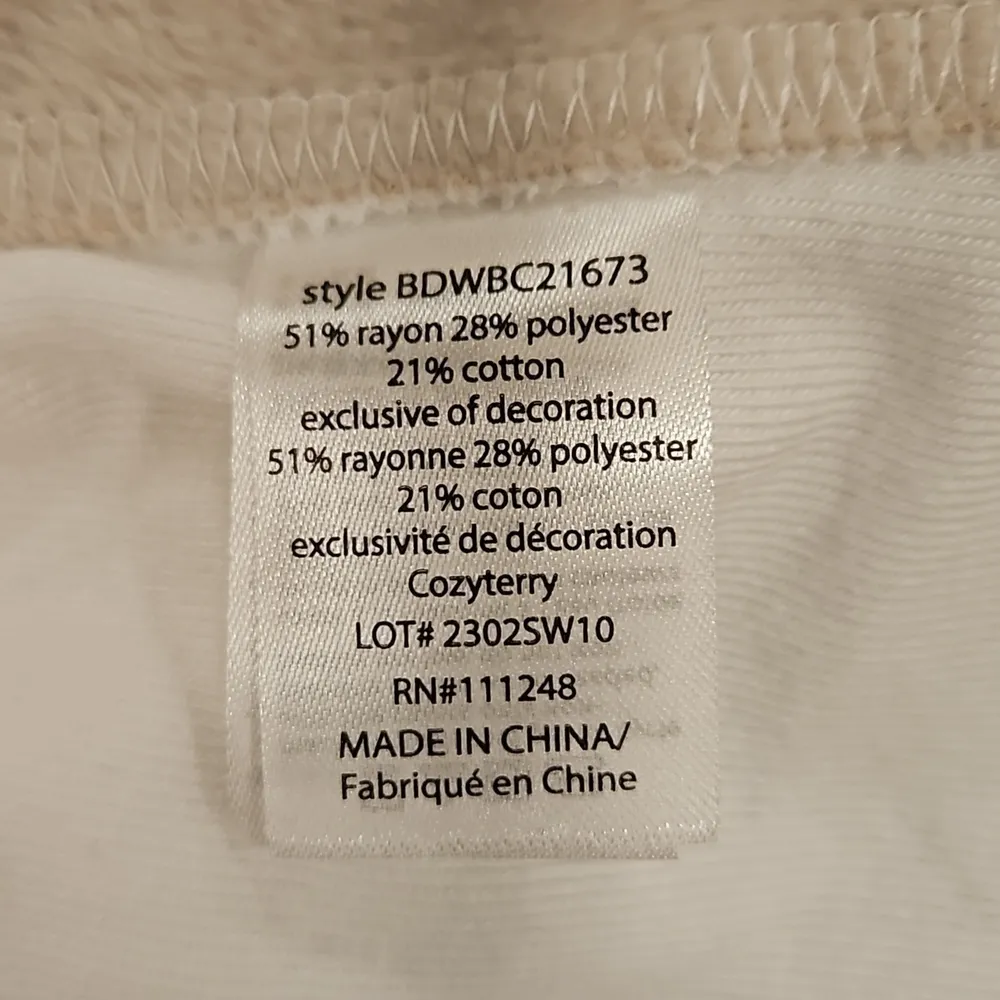 style BDWBC21673
51% rayon 28% polyester
21% cotton
exclusive of decoration
51% rayonne 28% polyester
21% coton
exclusivité de décoration
Cozyterry
LOT# 2302SW10
RN#111248
MADE IN CHINA/
Fabriqué en Chine